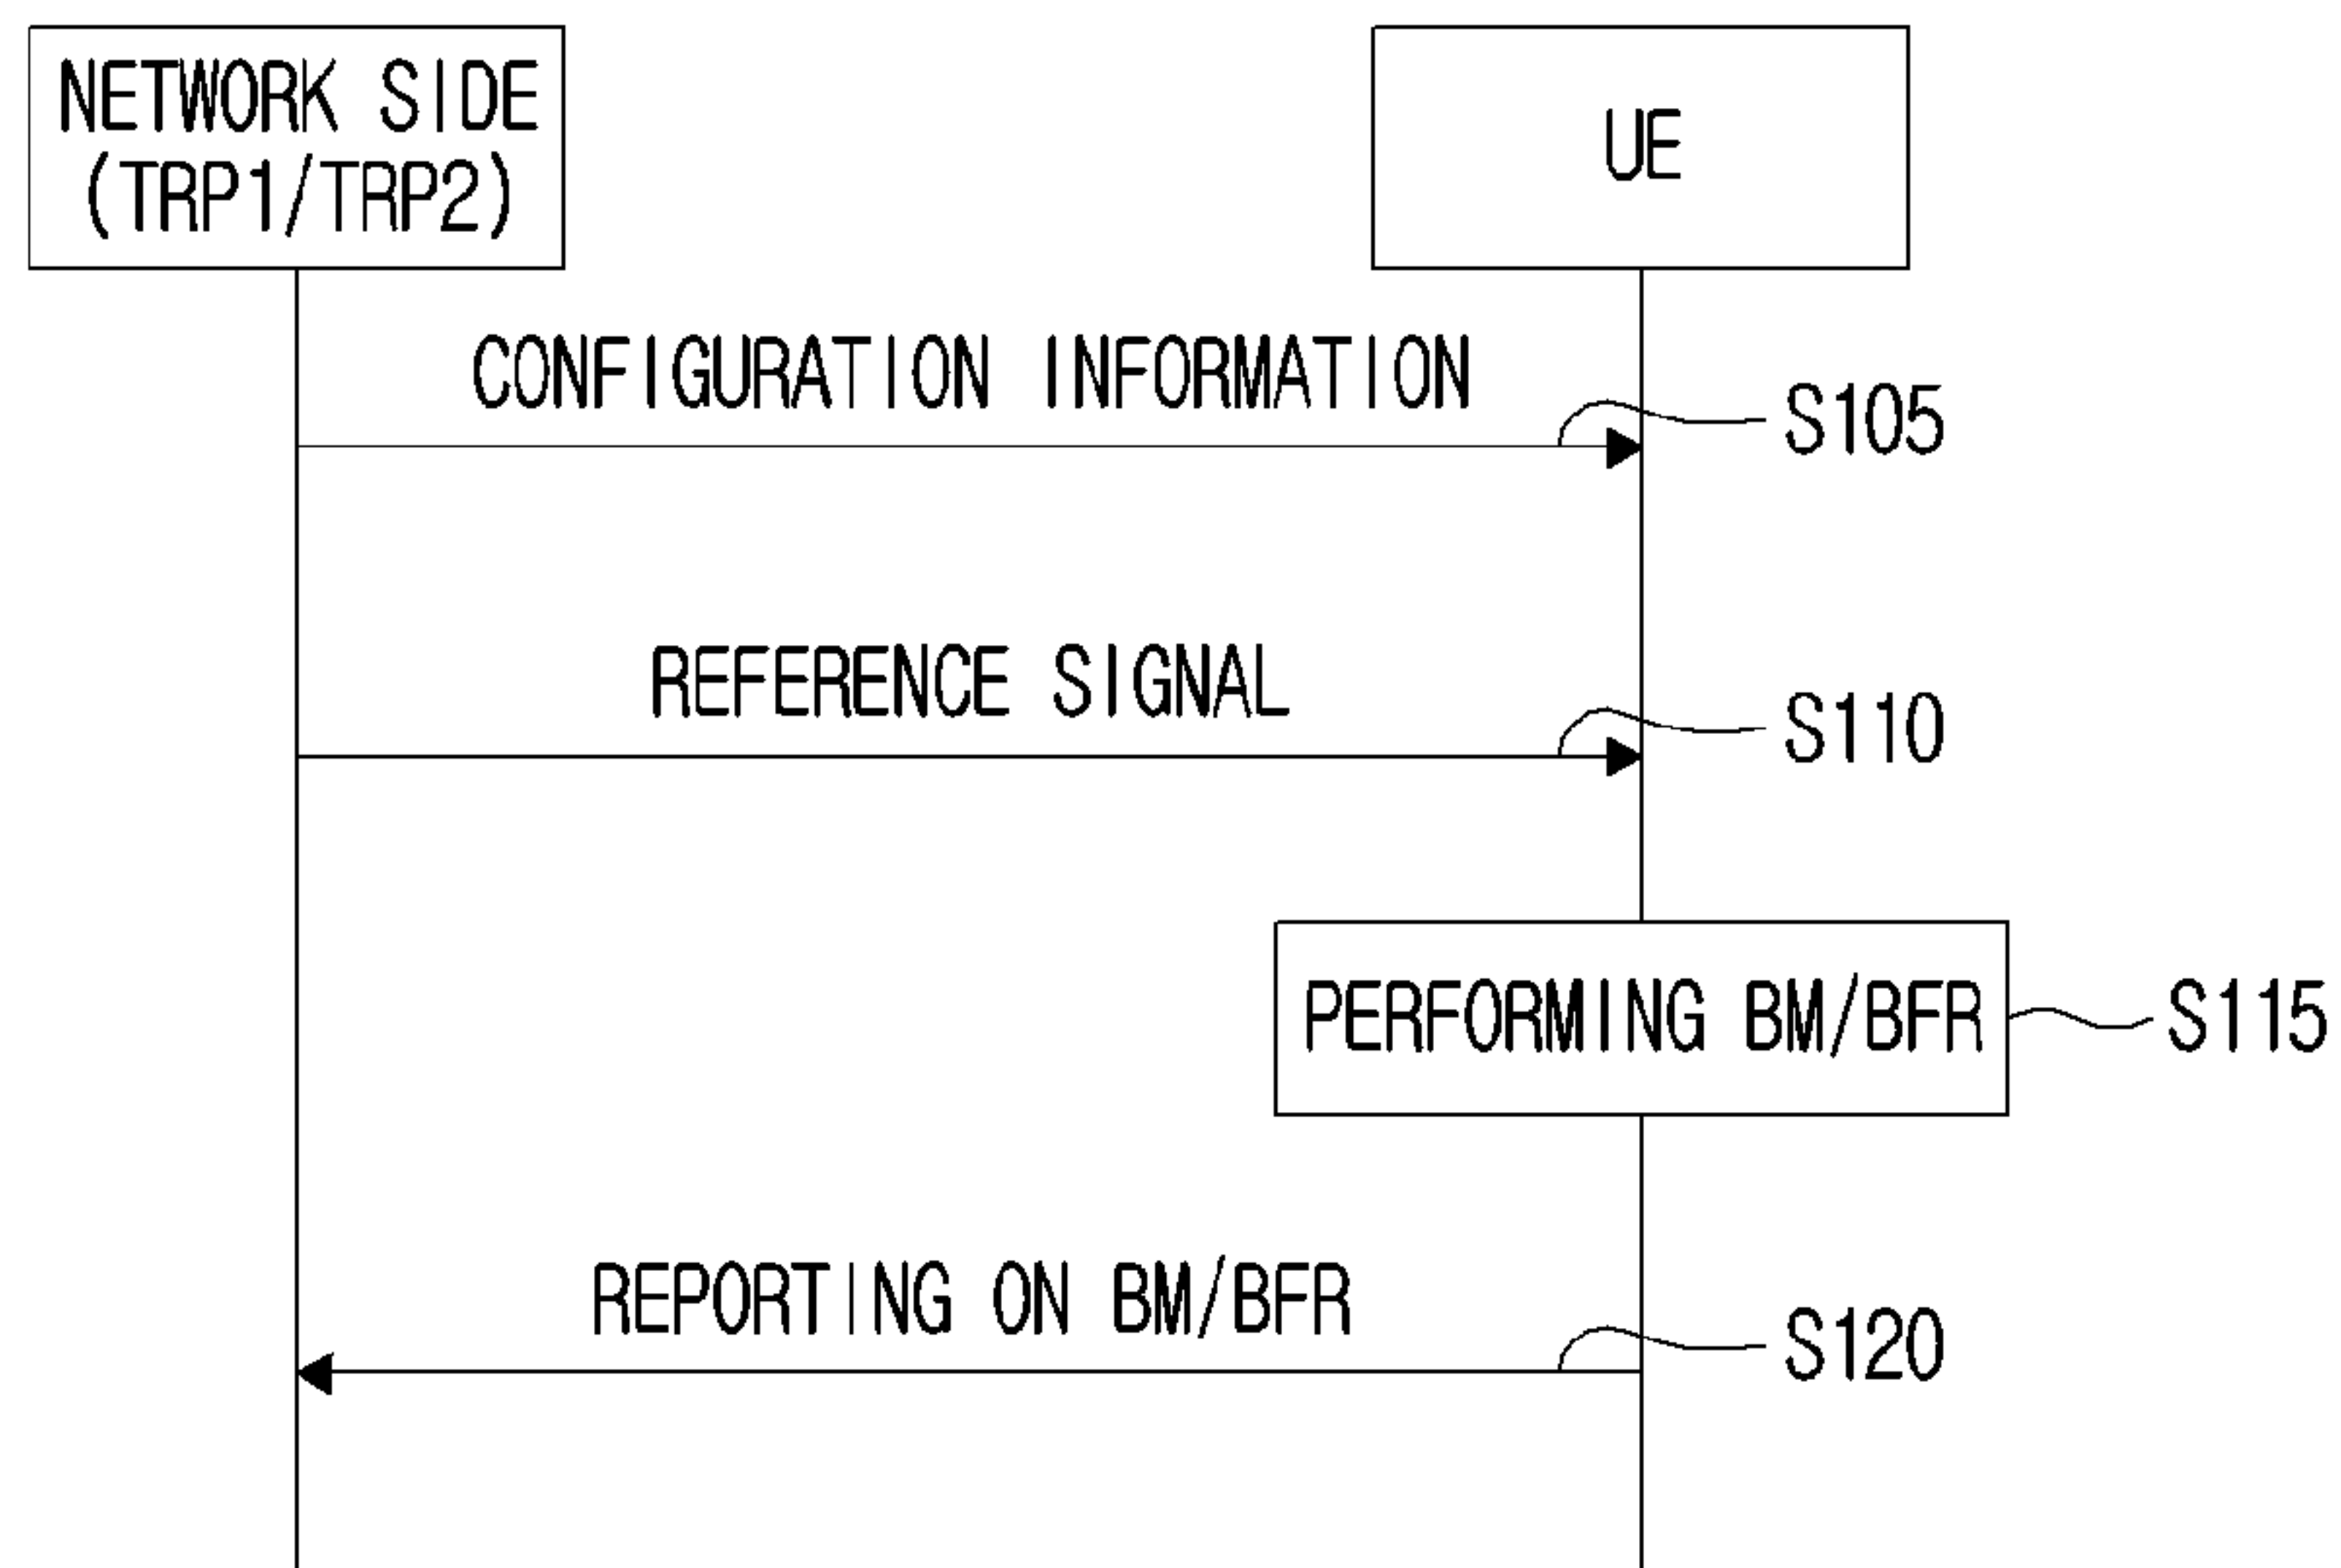 NETWORK SIDE
(TRP1/TRP2)
UE
CONFIGURATION INFORMATION
S105
REFERENCE SIGNAL
S110
PERFORMING BM/BFR
S115
REPORTING ON BM/BFR
S120